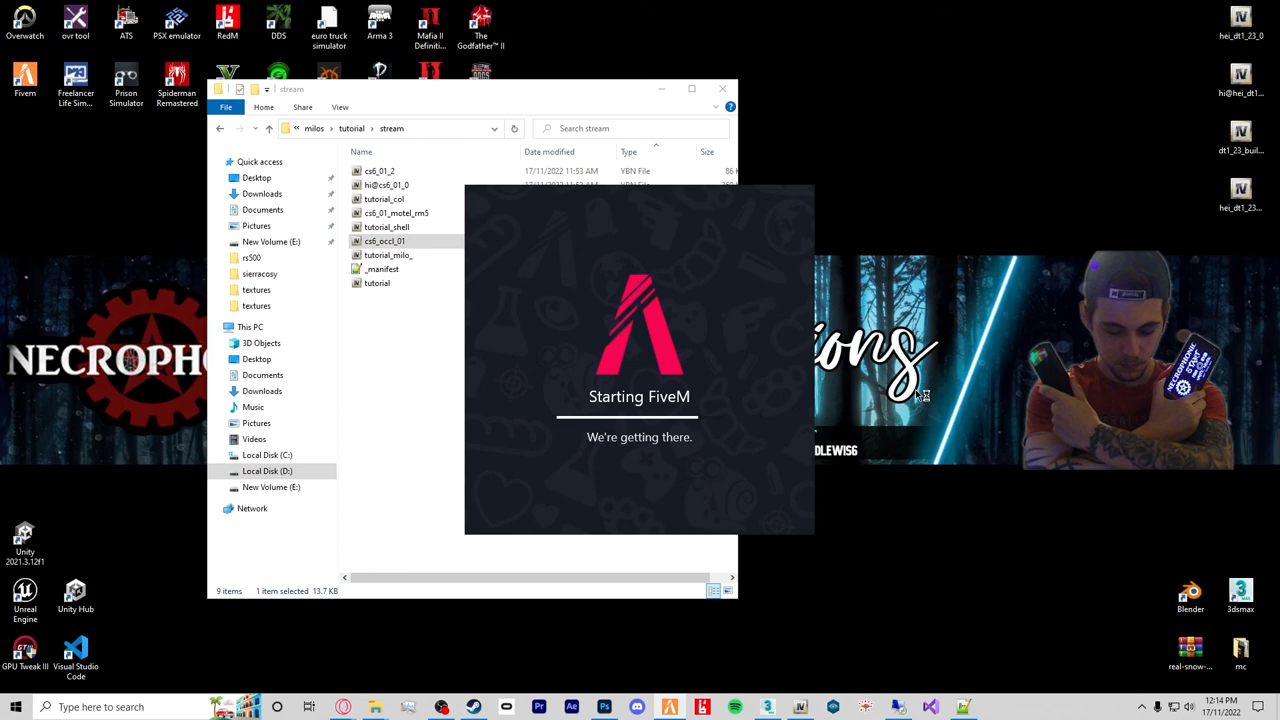 Overwatch
ovr tool
ATS
PSX emulator
RedM
DDS
euro truck
simulator
Arma 3
Mafia II
Definiti...
The
Godfather™ II
Fivem
Freelancer
Life Sim...
Prison
Simulator
Spiderman
Remastered
hei_dt1_23_0
hi@hei_dt1...
dt1_23_buil...
hei_dt1_23...
stream
File
Home
Share
View
milos
tutorial
stream
Search stream
Name
Date modified
Type
Size
Quick access
Desktop
Downloads
Documents
Pictures
New Volume (E:)
rs500
sierracosy
textures
textures
This PC
3D Objects
Desktop
Documents
Downloads
Music
Pictures
Videos
Local Disk (C:)
Local Disk (D:)
New Volume (E:)
Network
cs6_01_2
17/11/2022 11:53 AM
YBN File
86
hi@cs6_01_0
tutorial_col
cs6_01_motel_rm5
tutorial_shell
cs6_occl_01
tutorial_milo_
_manifest
tutorial
9 items
1 item selected 13.7 KB
Starting FiveM
We're getting there.
NECROPH
ions
DLEWIS6
Unity
2021.3.12f1
Unreal
Engine
Unity Hub
GPU Tweak III
Visual Studio
Code
Blender
3dsmax
real-snow-...
mc
Type here to search
12:14 PM
17/11/2022